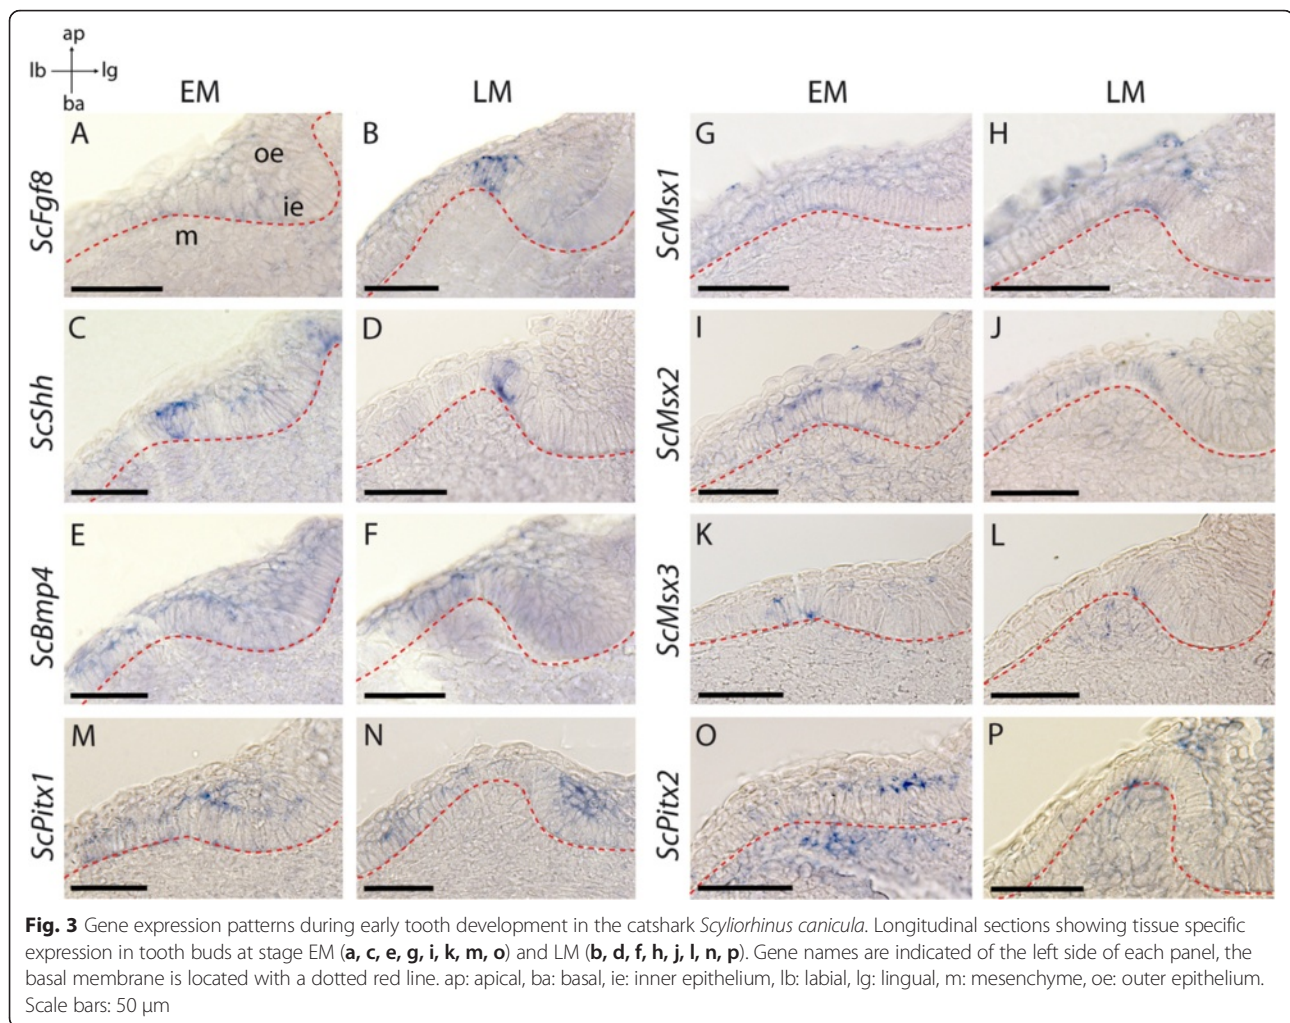 ap
lb lg
ba
EM LM EM LM
A oe ie m B G H
ScFgf8 ScMsx1
C D I J
ScShh ScMsx2
E F K L
ScBmp4 ScMsx3
M N O P
ScPitx1 ScPitx2
Fig. 3 Gene expression patterns during early tooth development in the catshark Scyliorhinus canicula. Longitudinal sections showing tissue specific
expression in tooth buds at stage EM (a, c, e, g, i, k, m, o) and LM (b, d, f, h, j, l, n, p). Gene names are indicated of the left side of each panel, the
basal membrane is located with a dotted red line. ap: apical, ba: basal, ie: inner epithelium, lb: labial, lg: lingual, m: mesenchyme, oe: outer epithelium.
Scale bars: 50 µm